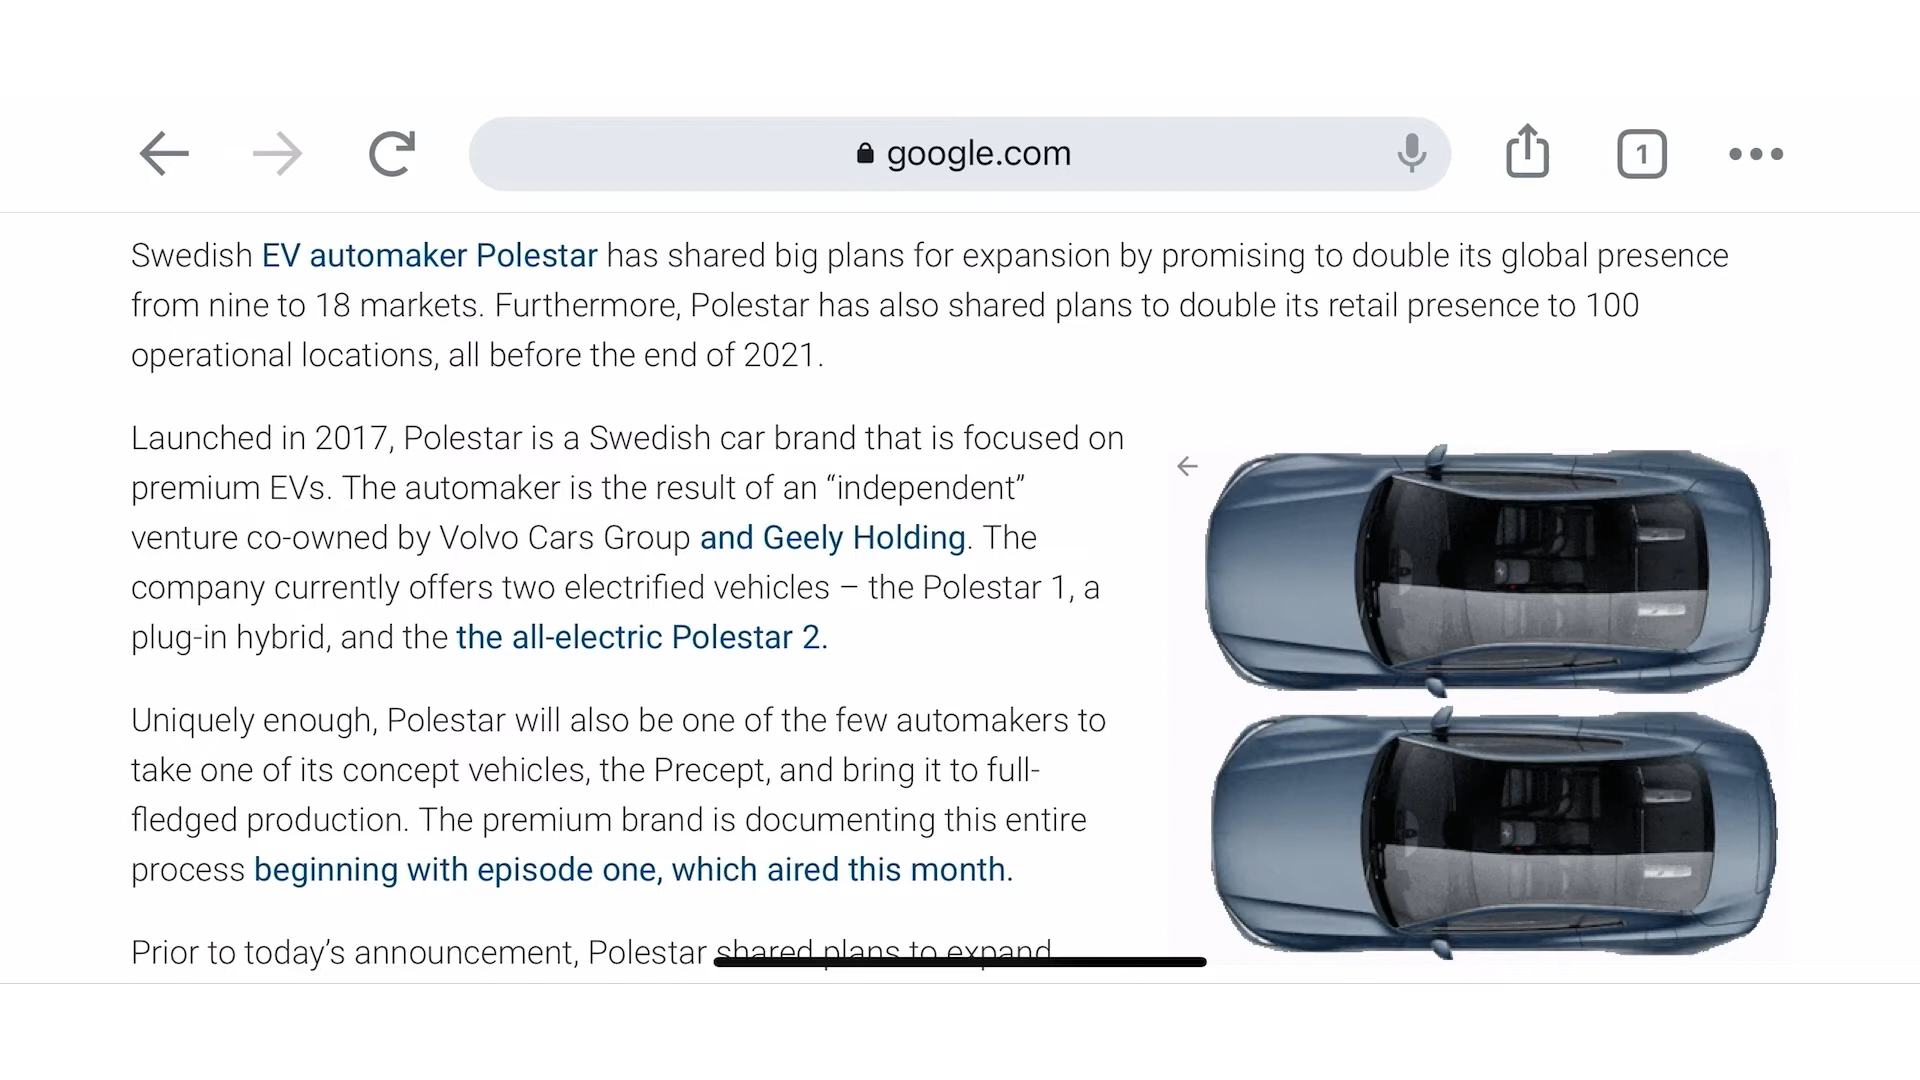 google.com
1
Swedish EV automaker Polestar has shared big plans for expansion by promising to double its global presence
from nine to 18 markets. Furthermore, Polestar has also shared plans to double its retail presence to 100
operational locations, all before the end of 2021.
Launched in 2017, Polestar is a Swedish car brand that is focused on
premium EVs. The automaker is the result of an “independent”
venture co-owned by Volvo Cars Group and Geely Holding. The
company currently offers two electrified vehicles – the Polestar 1, a
plug-in hybrid, and the the all-electric Polestar 2.
Uniquely enough, Polestar will also be one of the few automakers to
take one of its concept vehicles, the Precept, and bring it to full-
fledged production. The premium brand is documenting this entire
process beginning with episode one, which aired this month.
Prior to today’s announcement, Polestar shared plans to expand